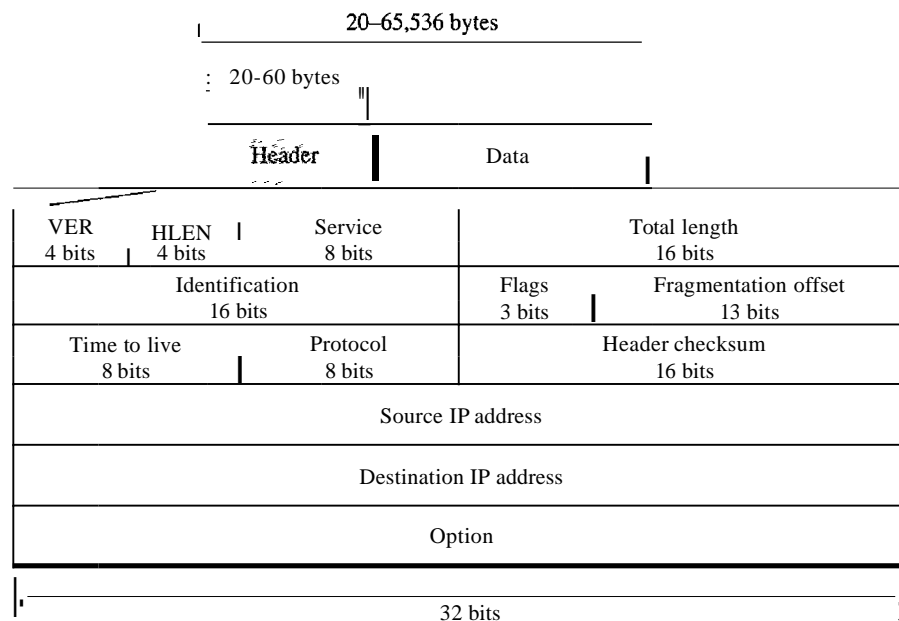 20–65,536 bytes
20-60 bytes
Header Data
VER HLEN Service Total length
4 bits 4 bits 8 bits 16 bits
Identification Flags Fragmentation offset
16 bits 3 bits 13 bits
Time to live Protocol Header checksum
8 bits 8 bits 16 bits
Source IP address
Destination IP address
Option
32 bits